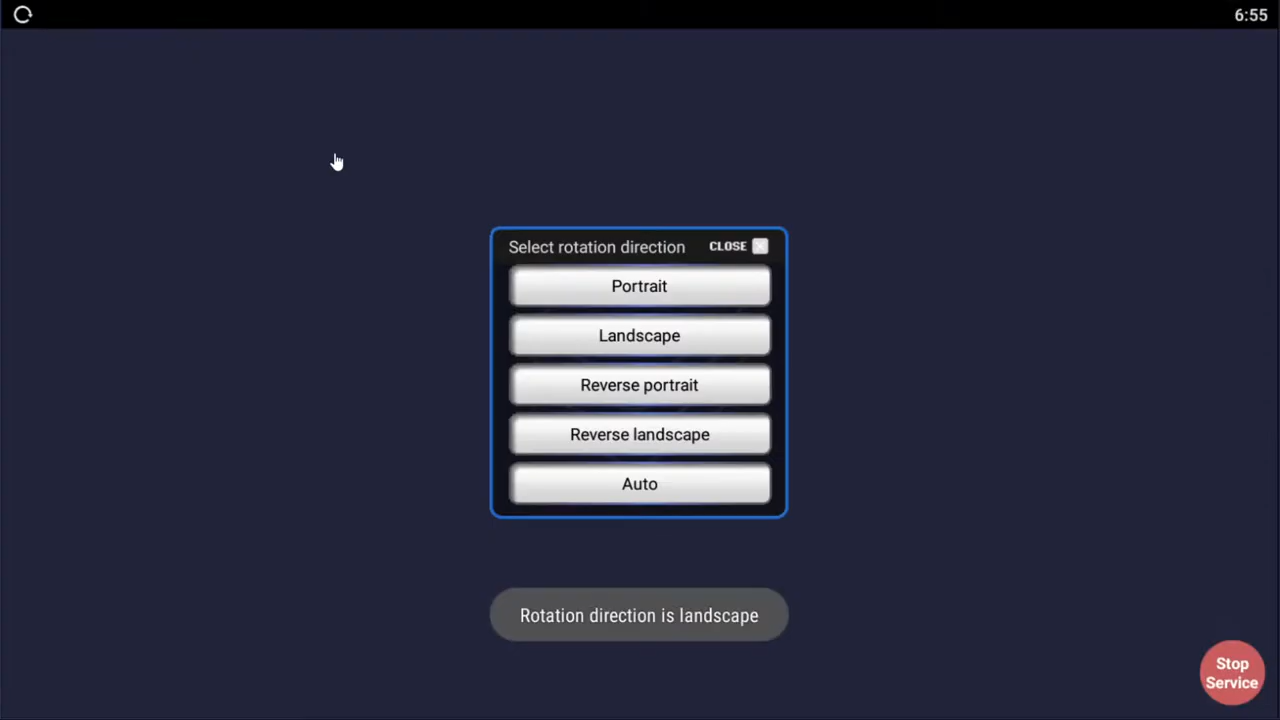 6:55
Select rotation direction CLOSE
Portrait
Landscape
Reverse portrait
Reverse landscape
Auto
Rotation direction is landscape
Stop
Service